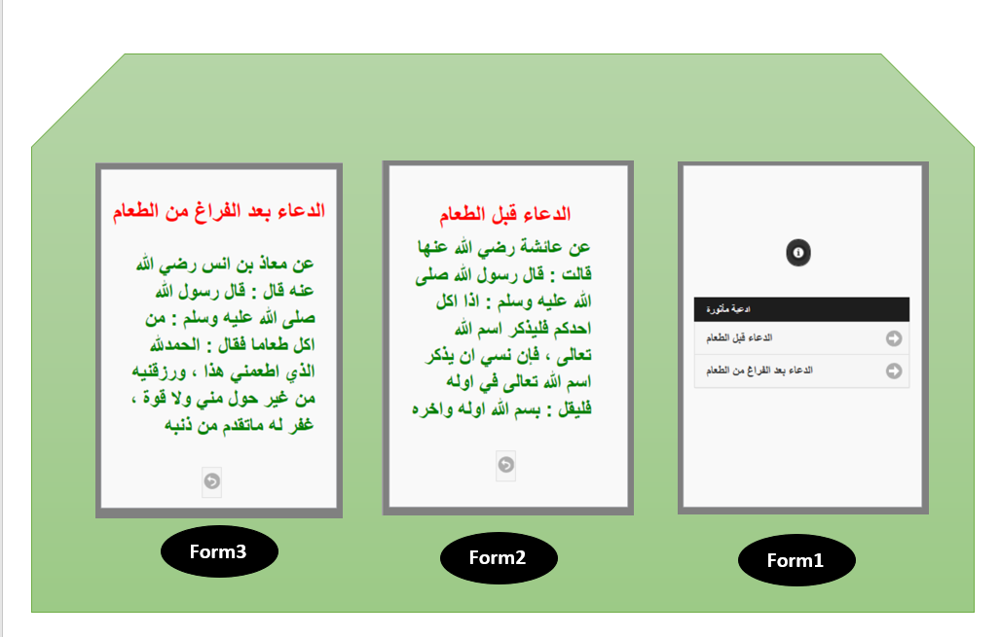 ادعية مأثورة
الدعاء قبل الطعام
الدعاء بعد الفراغ من الطعام
Form1
الدعاء قبل الطعام
عن عائشة رضي الله عنها
قالت : قال رسول الله صلى
الله عليه وسلم : اذا اكل
احدكم فليذكر اسم الله
تعالى ، فإن نسي ان يذكر
اسم الله تعالى في اوله
فليقل : بسم الله اوله واخره
Form2
الدعاء بعد الفراغ من الطعام
عن معاذ بن انس رضي الله
عنه قال : قال رسول الله
صلى الله عليه وسلم : من
اكل طعاما فقال : الحمدلله
الذي اطعمني هذا ، ورزقنيه
من غير حول مني ولا قوة ،
غفر له ماتقدم من ذنبه
Form3